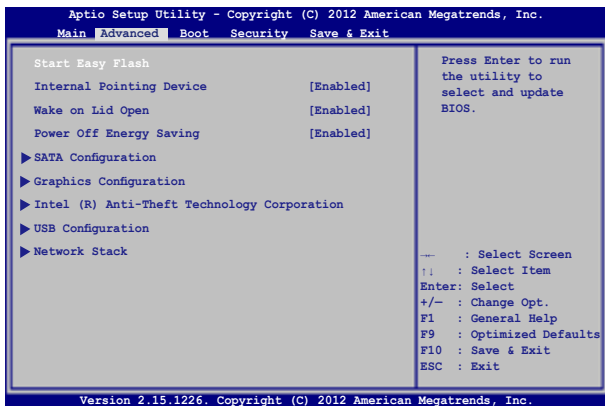 Aptio Setup Utility - Copyright (C) 2012 American Megatrends, Inc.
Main Advanced Boot Security Save & Exit
Start Easy Flash
Internal Pointing Device [Enabled]
Wake on Lid Open [Enabled]
Power Off Energy Saving [Enabled]
SATA Configuration
Graphics Configuration
Intel (R) Anti-Theft Technology Corporation
USB Configuration
Network Stack
Press Enter to run
the utility to
select and update
BIOS.
→← : Select Screen
↑↓ : Select Item
Enter: Select
+/— : Change Opt.
F1 : General Help
F9 : Optimized Defaults
F10 : Save & Exit
ESC : Exit
Version 2.15.1226. Copyright (C) 2012 American Megatrends, Inc.